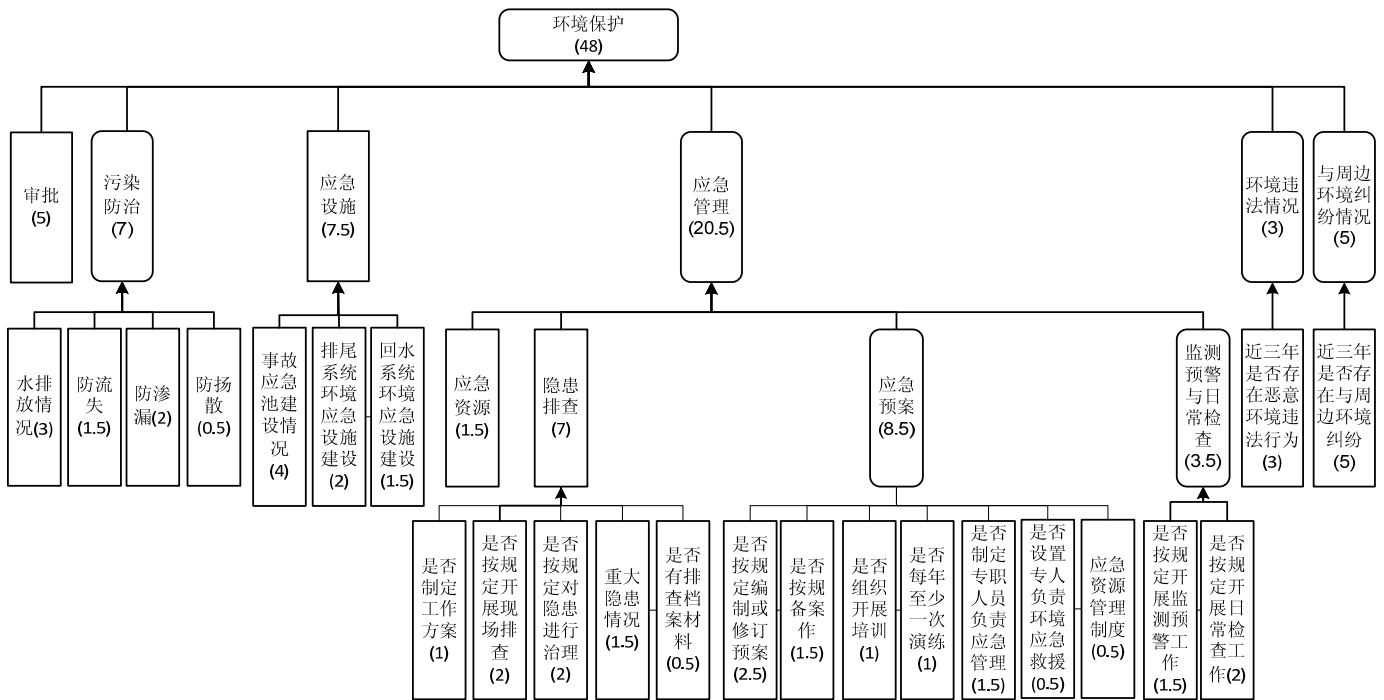 环境保护
(48)
审批
(5)
污染
防治
(7)
应急
设施
(7.5)
应急
管理
(20.5)
环境违
法情况
(3)
与周边
环境纠
纷情况
(5)
水排
放情
况(3)
防流
失
(1.5)
防渗
漏(2)
防扬
散
(0.5)
事故
应急
池建
设情
况
(4)
排尾
系统
环境
应急
设施
建设
(2)
回水
系统
环境
应急
设施
建设
(1.5)
应急
资源
(1.5)
隐患
排查
(7)
应急
预案
(8.5)
监测
预警
与日
常检
查
(3.5)
近三年
是否存
在恶意
环境违
法行为
(3)
近三年
是否存
在与周
边环境
纠纷
(5)
是否
制定
工作
方案
(1)
是否
按规
定开
展现
场排
查
(2)
是否
按规
定对
隐患
进行
治理
(2)
重大
隐患
情况
(1.5)
是否
有排
查档
案材
料
(0.5)
是否
按规
定编
制或
修订
预案
(2.5)
是否
按规
备案
作
(1.5)
是否
组织
开展
培训
(1)
是否
每年
至少
一次
演练
(1)
是否
制定
专职
人员
负责
应急
管理
(1.5)
是否
设置
专人
负责
环境
应急
救援
(0.5)
应急
资源
管理
制度
(0.5)
是否
按规
定开
展监
测预
警工
作
(1.5)
是否
按规
定开
展日
常检
查工
作(2)